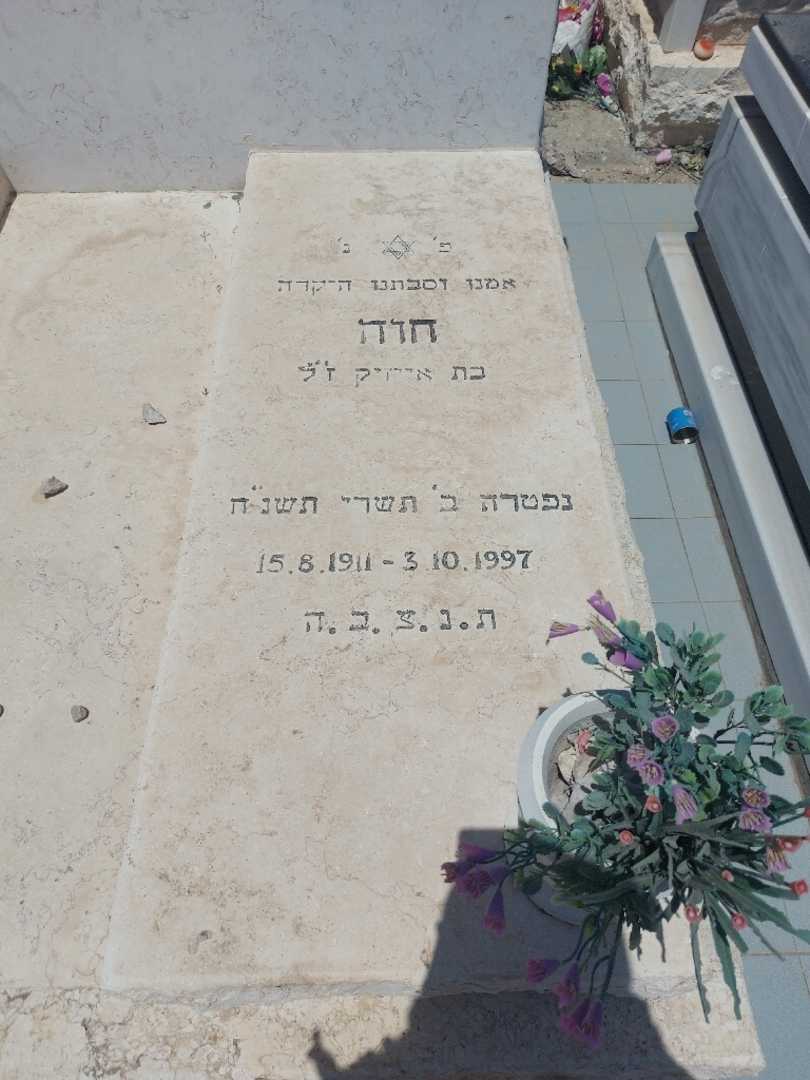 פ' נ'
אמנו וסבתנו היקרה
חוה
בת אייזיק ז"ל
נפטרה ב' תשרי תשנ"ח
15.8.1911 - 3.10.1997
ת.נ.צ.ב.ה